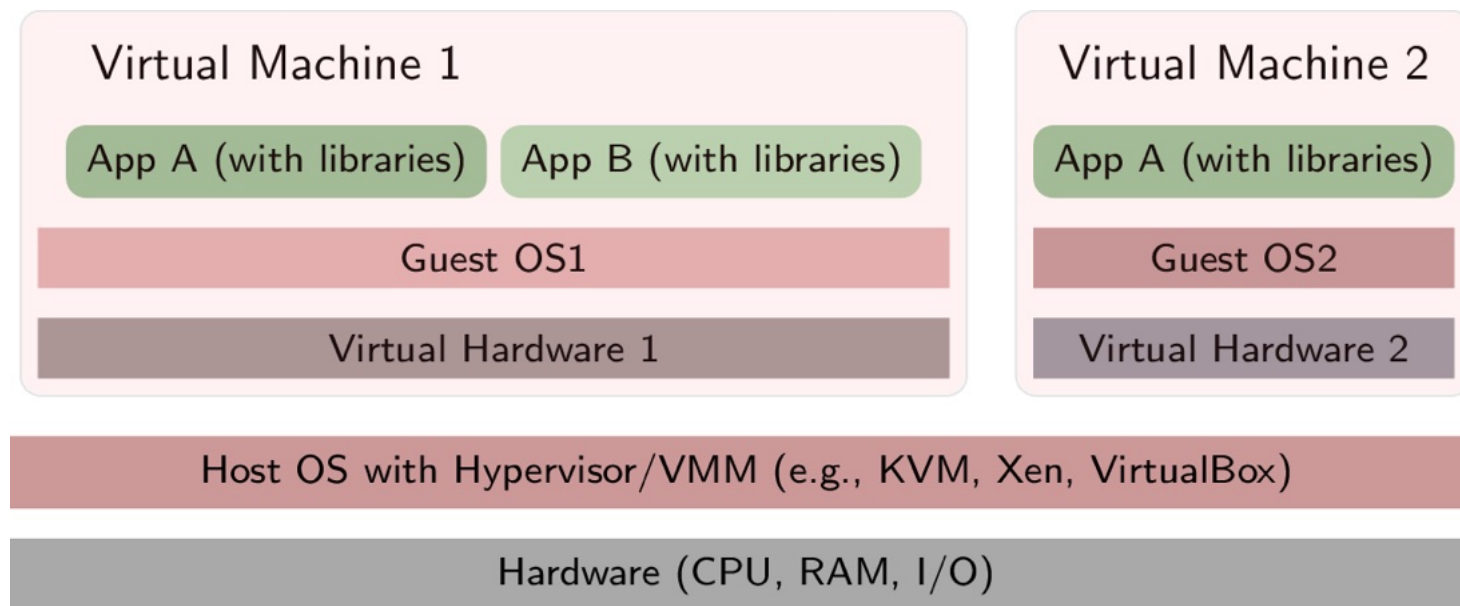 Virtual Machine 1
App A (with libraries)
App B (with libraries)
Guest OS1
Virtual Hardware 1
Virtual Machine 2
App A (with libraries)
Guest OS2
Virtual Hardware 2
Host OS with Hypervisor/VMM (e.g., KVM, Xen, VirtualBox)
Hardware (CPU, RAM, I/O)